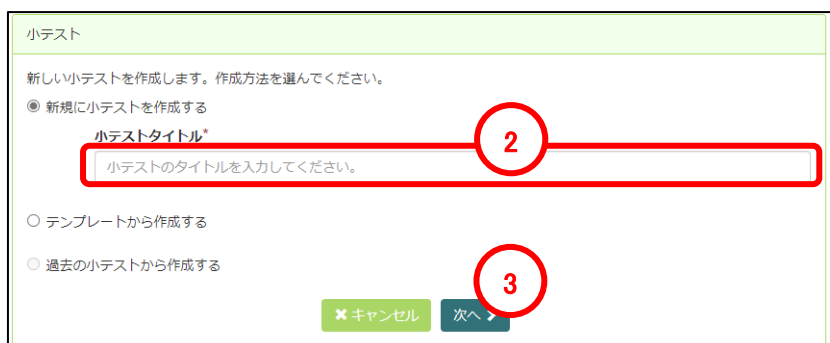 小テスト
新しい小テストを作成します。作成方法を選んでください。
新規に小テストを作成する
小テストタイトル*
2
小テストのタイトルを入力してください。
テンプレートから作成する
過去の小テストから作成する
3
✖キャンセル 次へ ❯